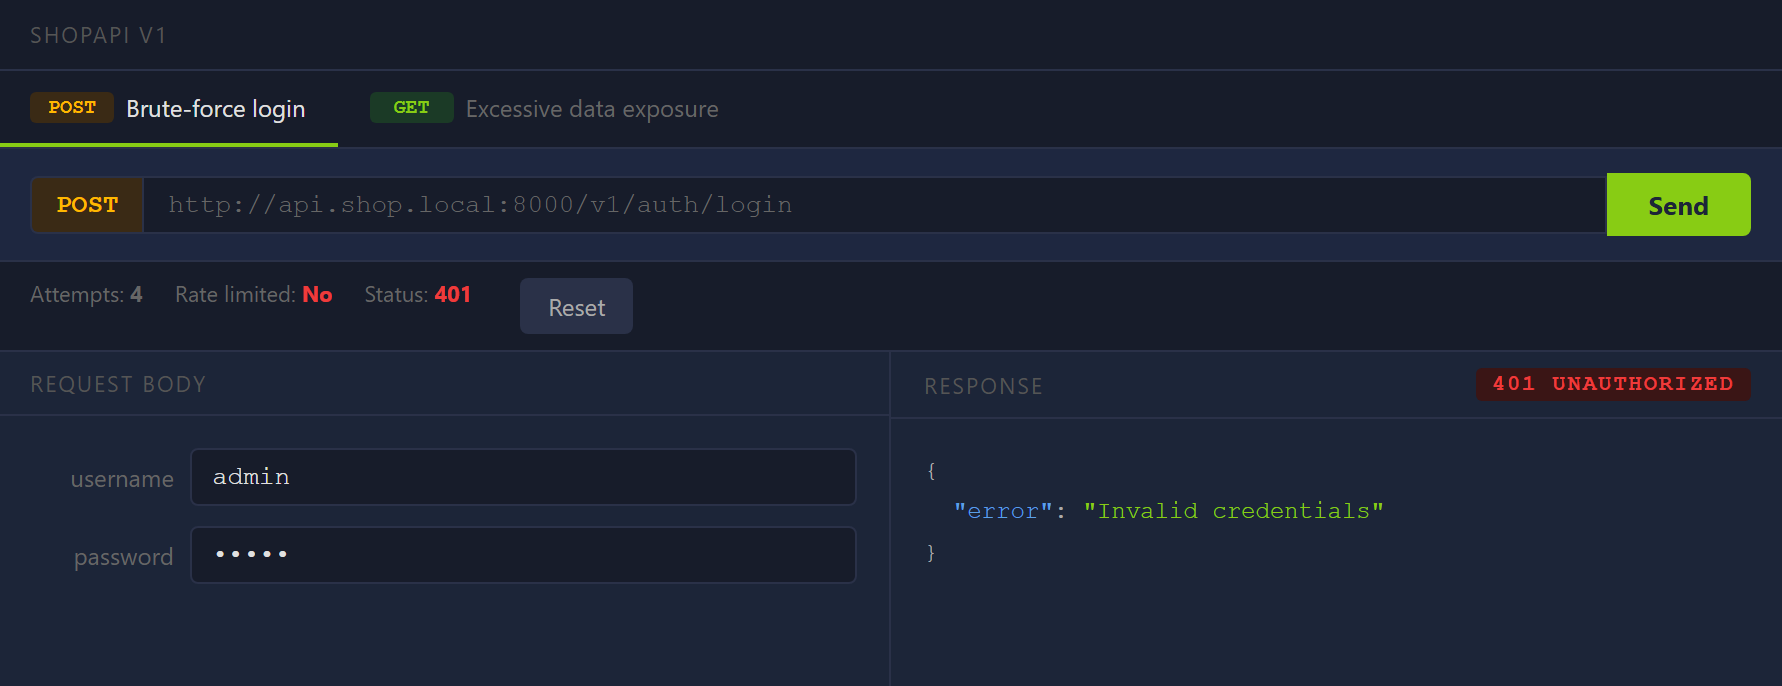 SHOPAPI V1
POST Brute-force login GET Excessive data exposure
POST http://api.shop.local:8000/v1/auth/login Send
Attempts: 4 Rate limited: No Status: 401 Reset
REQUEST BODY
RESPONSE 401 UNAUTHORIZED
username admin
password •••••
{
"error": "Invalid credentials"
}